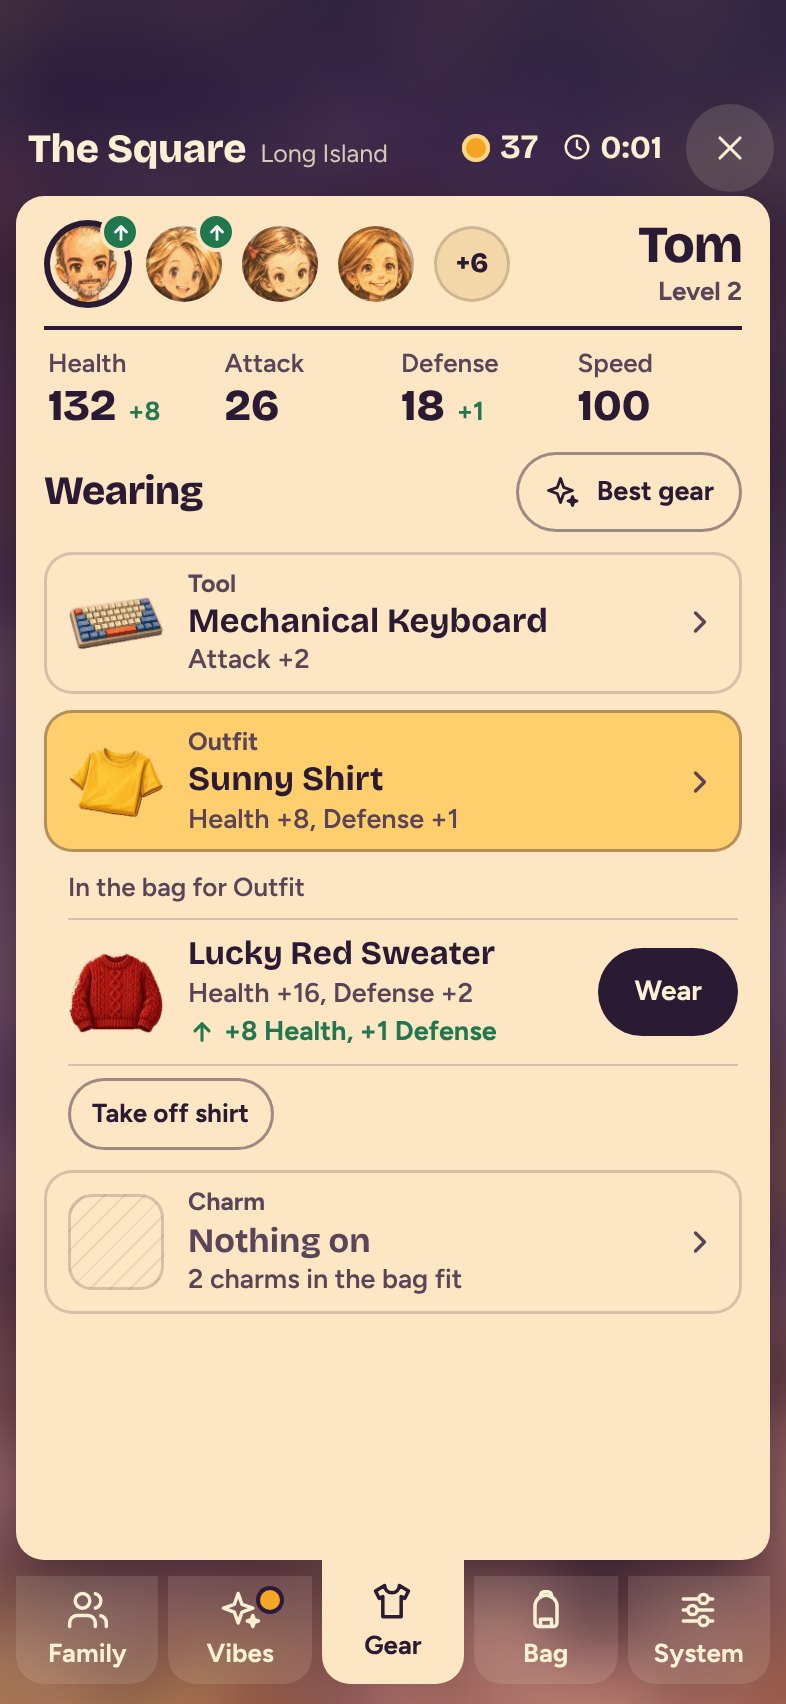 The Square Long Island 37 0:01
+6
Tom
Level 2
Health Attack Defense Speed
132 +8 26 18 +1 100
Wearing
Best gear
Tool
Mechanical Keyboard
Attack +2
Outfit
Sunny Shirt
Health +8, Defense +1
In the bag for Outfit
Lucky Red Sweater
Health +16, Defense +2
+8 Health, +1 Defense
Wear
Take off shirt
Charm
Nothing on
2 charms in the bag fit
Family Vibes Gear Bag System